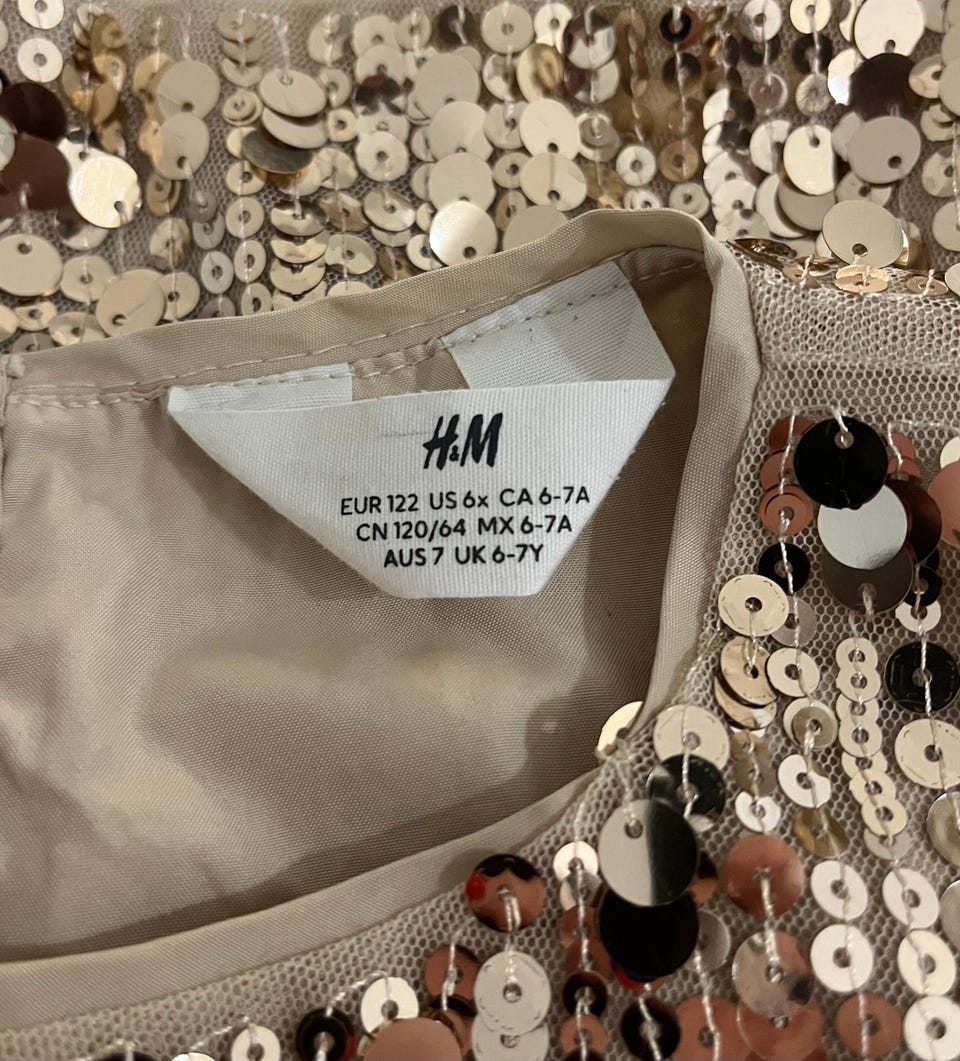 H&M
EUR 122 US 6x CA 6-7A
CN 120/64 MX 6-7A
AUS 7 UK 6-7Y